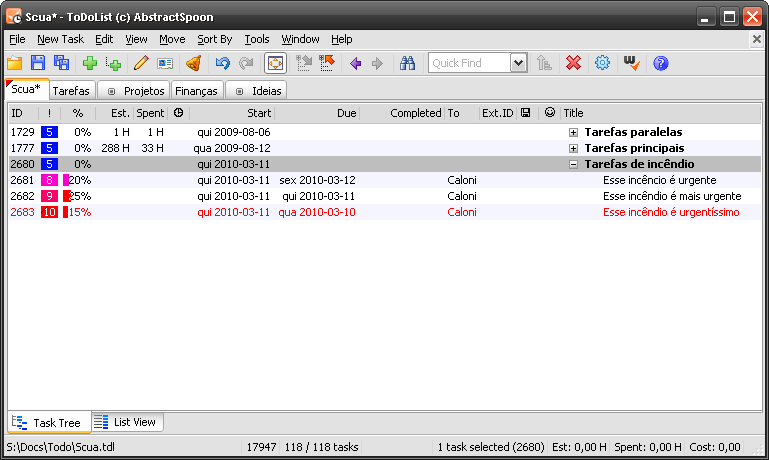 Scua* - ToDoList (c) AbstractSpoon
File New Task Edit View Move Sort By Tools Window Help
Quick Find
Scua* Tarefas Projetos Finanças Ideias
ID ! % Est. Spent Start Due Completed To Ext.ID Title
1729 5 0% 1 H 1 H qui 2009-08-06 Tarefas paralelas
1777 5 0% 288 H 33 H qua 2009-08-12 Tarefas principais
2680 5 0% qui 2010-03-11 Tarefas de incêndio
2681 8 20% qui 2010-03-11 sex 2010-03-12 Caloni Esse incêncio é urgente
2682 9 25% qui 2010-03-11 qui 2010-03-11 Caloni Esse incêndio é mais urgente
2683 10 15% qui 2010-03-11 qua 2010-03-10 Caloni Esse incêndio é urgentíssimo
Task Tree List View
S:\Docs\Todo\Scua.tdl 17947 118 / 118 tasks 1 task selected (2680) Est: 0,00 H Spent: 0,00 H Cost: 0,00